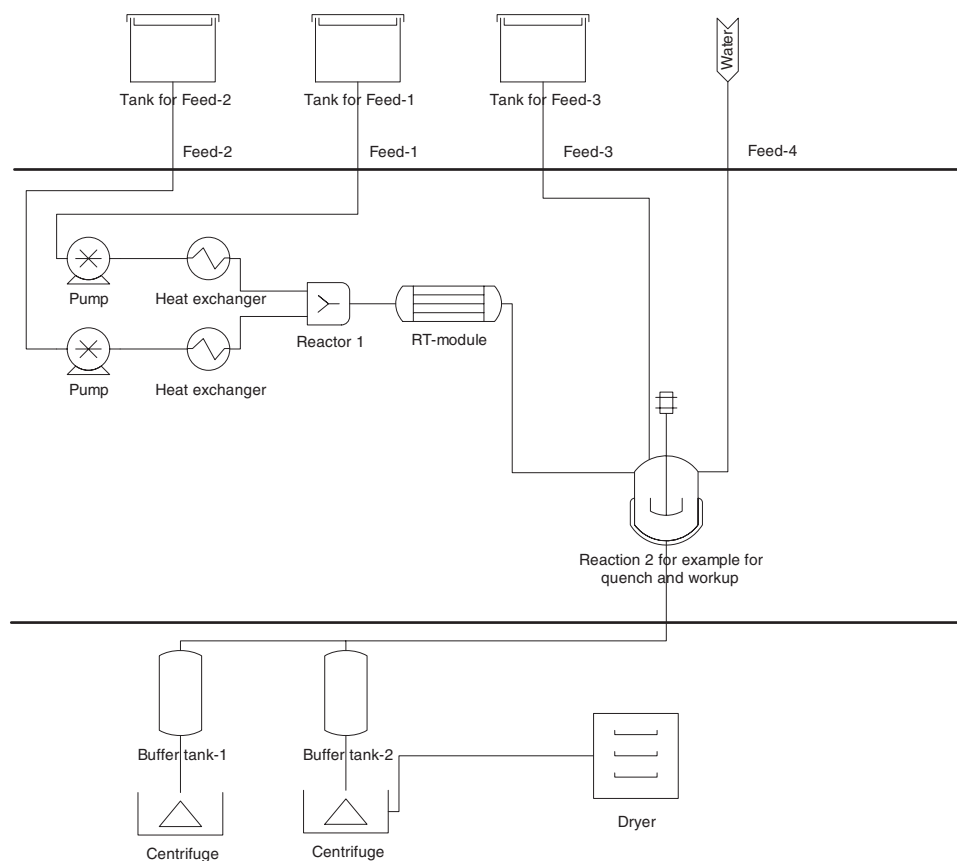 Water
Tank for Feed-2
Tank for Feed-1
Tank for Feed-3
Feed-2
Feed-1
Feed-3
Feed-4
Pump
Heat exchanger
Reactor 1
RT-module
Pump
Heat exchanger
Reaction 2 for example for
quench and workup
Buffer tank-1
Buffer tank-2
Dryer
Centrifuge
Centrifuge